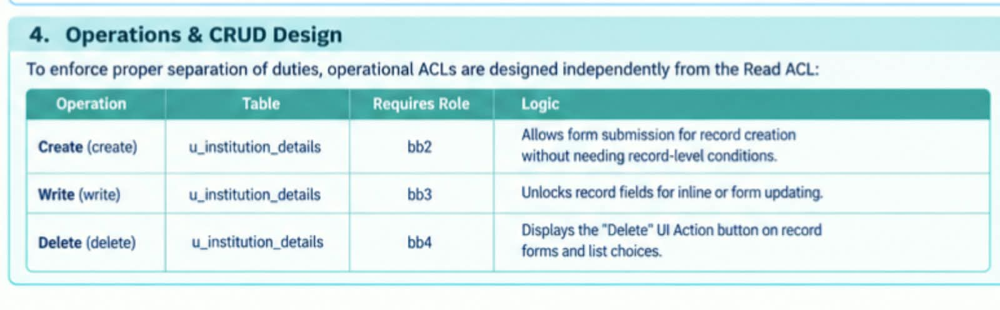 4. Operations & CRUD Design
To enforce proper separation of duties, operational ACLs are designed independently from the Read ACL:
Operation Table Requires Role Logic
Create (create) u_institution_details bb2 Allows form submission for record creation
without needing record-level conditions.
Write (write) u_institution_details bb3 Unlocks record fields for inline or form updating.
Delete (delete) u_institution_details bb4 Displays the "Delete" UI Action button on record
forms and list choices.